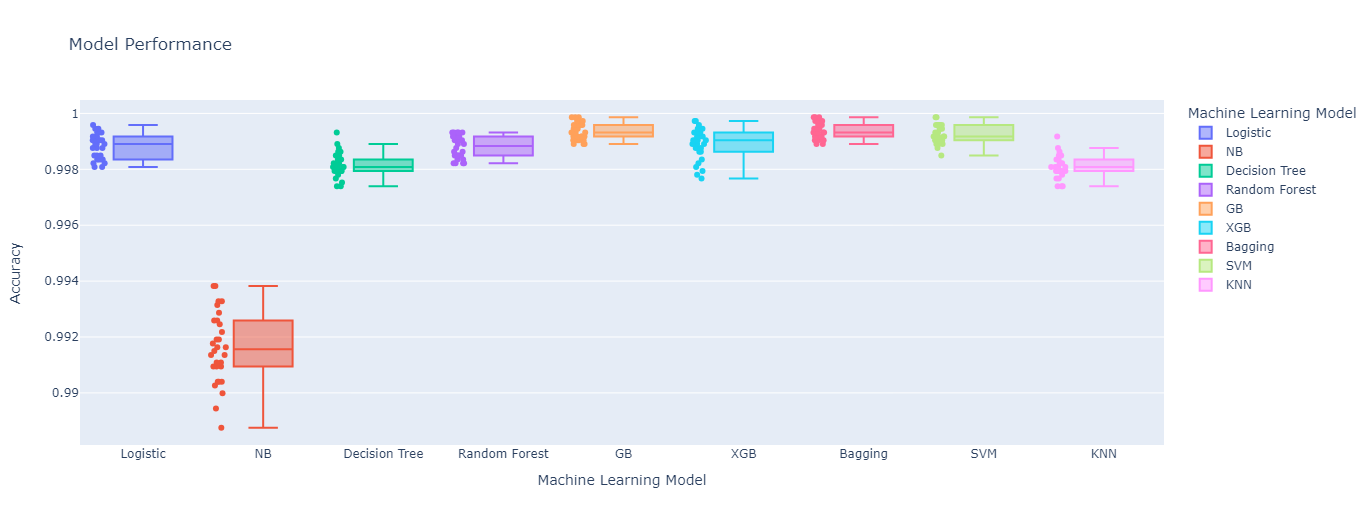 Model Performance
Machine Learning Model
Logistic
NB
Decision Tree
Random Forest
GB
XGB
Bagging
SVM
KNN
Accuracy
1
0.998
0.996
0.994
0.992
0.99
Logistic
NB
Decision Tree
Random Forest
GB
XGB
Bagging
SVM
KNN
Machine Learning Model